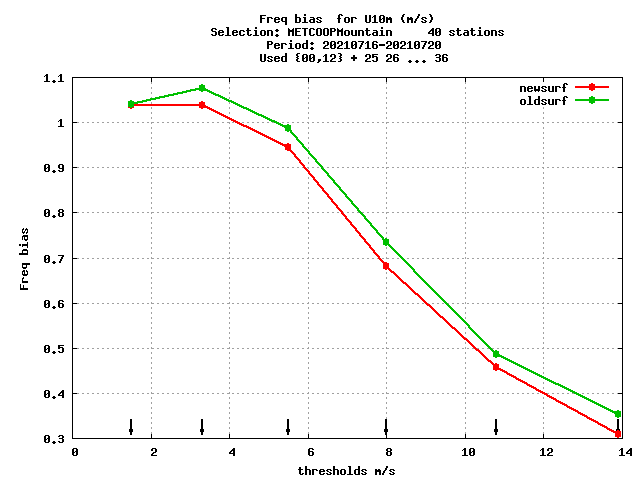 Freq bias  for U10m (m/s)
Selection: METCOOPMountain     40 stations
Period: 20210716-20210720
Used {00,12} + 25 26 ... 36
newsurf
oldsurf
1.1
1
0.9
0.8
0.7
0.6
0.5
0.4
0.3
Freq bias
0 2 4 6 8 10 12 14
thresholds m/s